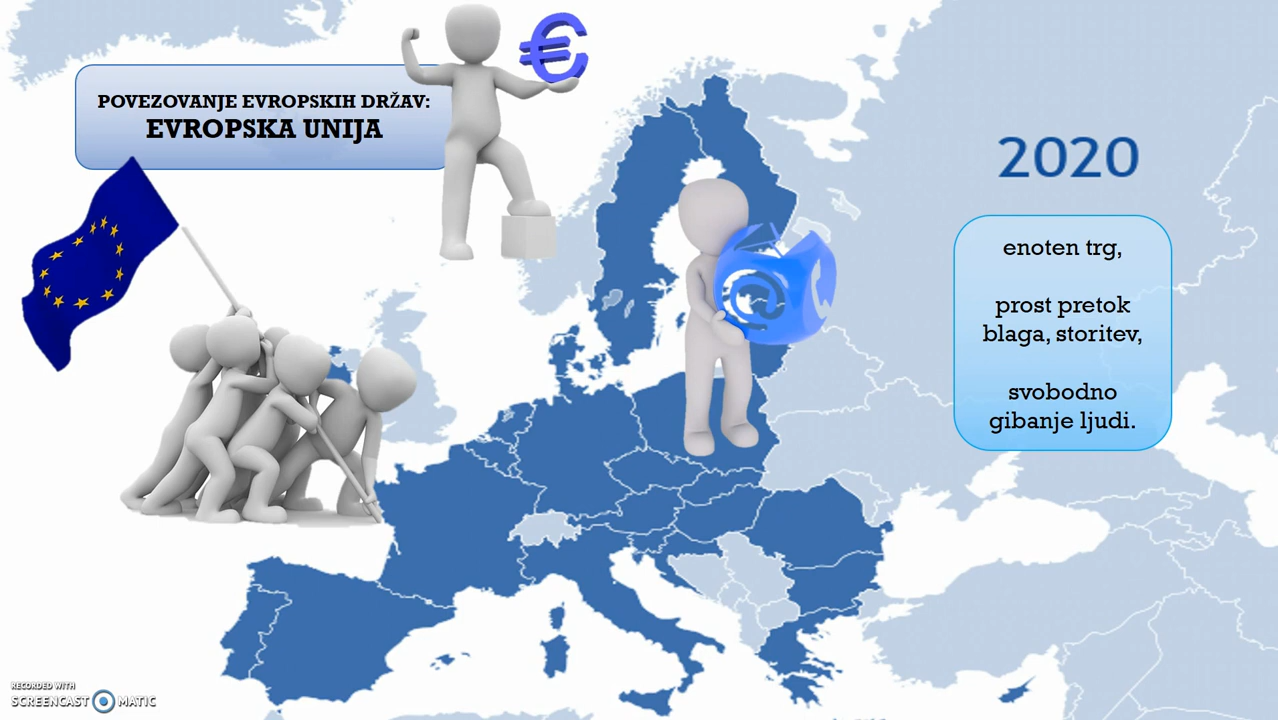 POVEZOVANJE EVROPSKIH DRŽAV:
EVROPSKA UNIJA
€
2020
enoten trg,
prost pretok
blaga, storitev,
svobodno
gibanje ljudi.
@
RECORDED WITH
SCREENCAST MATIC